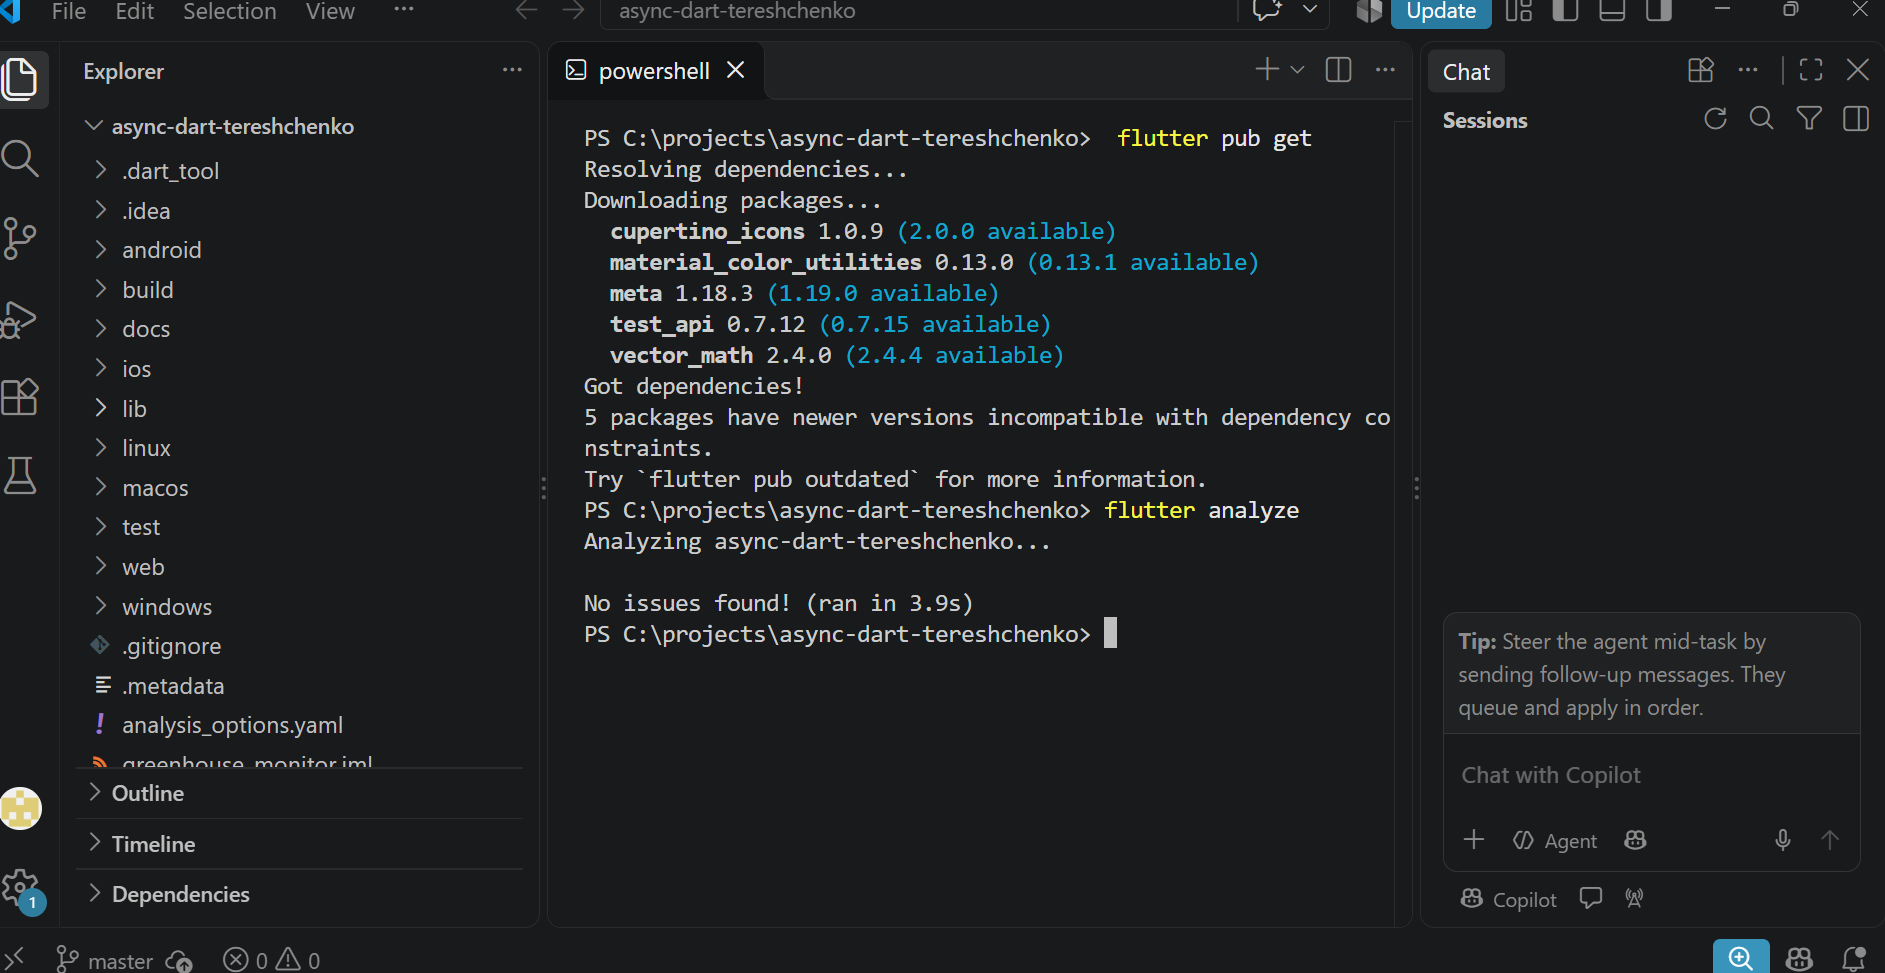 File Edit Selection View ...
async-dart-tereshchenko
Update
Explorer
async-dart-tereshchenko
.dart_tool
.idea
android
build
docs
ios
lib
linux
macos
test
web
windows
.gitignore
.metadata
analysis_options.yaml
greenhouse_monitor.iml
Outline
Timeline
Dependencies
1
powershell
PS C:\projects\async-dart-tereshchenko>  flutter pub get
Resolving dependencies...
Downloading packages...
cupertino_icons 1.0.9 (2.0.0 available)
material_color_utilities 0.13.0 (0.13.1 available)
meta 1.18.3 (1.19.0 available)
test_api 0.7.12 (0.7.15 available)
vector_math 2.4.0 (2.4.4 available)
Got dependencies!
5 packages have newer versions incompatible with dependency co
nstraints.
Try `flutter pub outdated` for more information.
PS C:\projects\async-dart-tereshchenko> flutter analyze
Analyzing async-dart-tereshchenko...
No issues found! (ran in 3.9s)
PS C:\projects\async-dart-tereshchenko>
Chat
Sessions
Tip: Steer the agent mid-task by
sending follow-up messages. They
queue and apply in order.
Chat with Copilot
Agent
Copilot
master 0 0